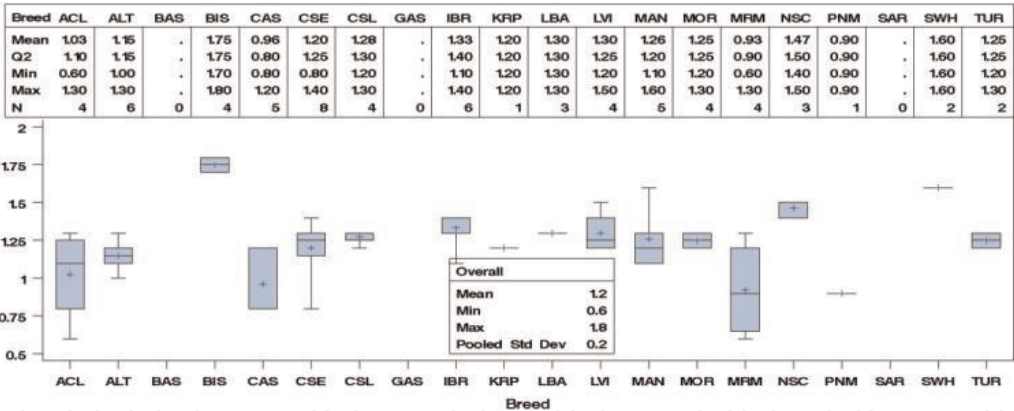 Breed ACL ALT BAS BIS CAS CSE CSL GAS IBR KRP LBA LVI MAN MOR MRM NSC PNM SAR SWH TUR
Mean 1.03 1.15 . 1.75 0.96 1.20 1.28 . 1.33 1.20 1.30 1.30 1.26 1.25 0.93 1.47 0.90 . 1.60 1.25
Q2 1.10 1.15 . 1.75 0.80 1.25 1.30 . 1.40 1.20 1.30 1.25 1.20 1.25 0.90 1.50 0.90 . 1.60 1.25
Min 0.60 1.00 . 1.70 0.80 0.80 1.20 . 1.10 1.20 1.30 1.20 1.10 1.20 0.60 1.40 0.90 . 1.60 1.20
Max 1.30 1.30 . 1.80 1.20 1.40 1.30 . 1.40 1.20 1.30 1.50 1.60 1.30 1.30 1.50 0.90 . 1.60 1.30
N 4 6 0 4 5 8 4 0 6 1 3 4 5 4 4 3 1 0 2 2
2
1.75
1.5
1.25
1
0.75
0.5
Overall
Mean 1.2
Min 0.6
Max 1.8
Pooled Std Dev 0.2
ACL ALT BAS BIS CAS CSE CSL GAS IBR KRP LBA LVI MAN MOR MRM NSC PNM SAR SWH TUR
Breed